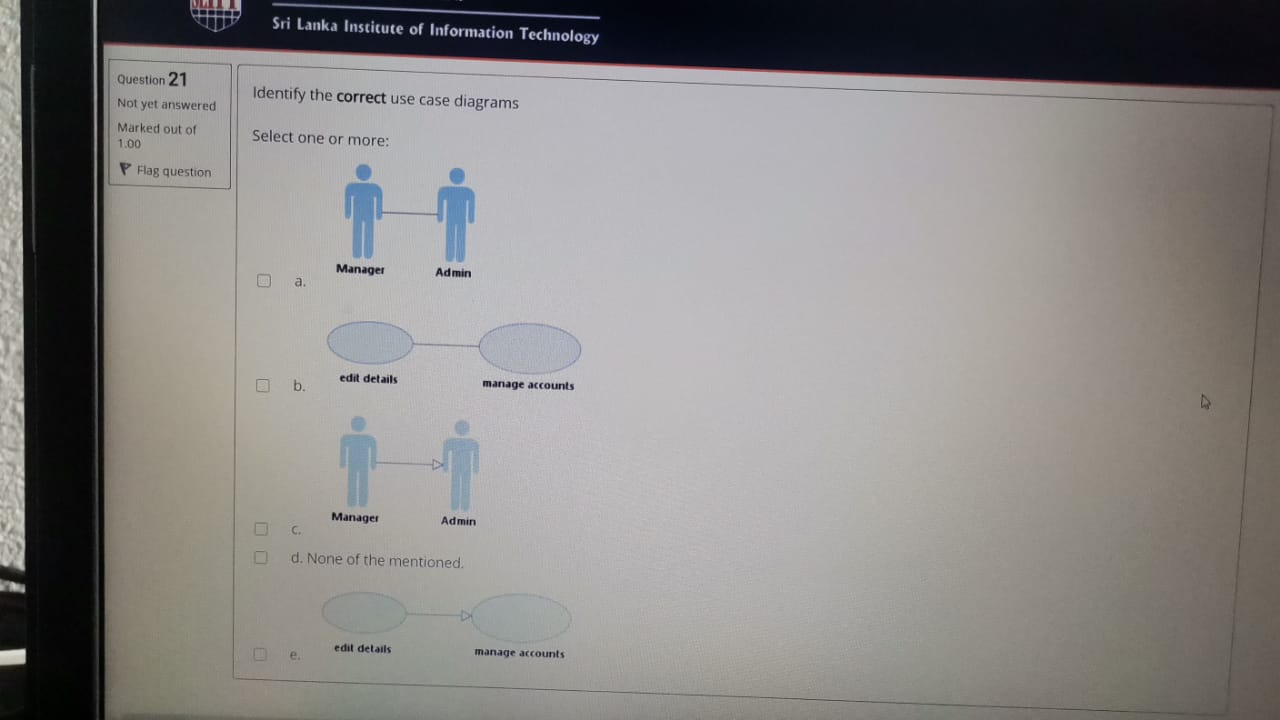 Sri Lanka Institute of Information Technology
Question 21
Not yet answered
Marked out of
1.00
Flag question
Identify the correct use case diagrams
Select one or more:
Manager Admin
a.
edit details manage accounts
b.
Manager Admin
c.
d. None of the mentioned.
edit details manage accounts
e.